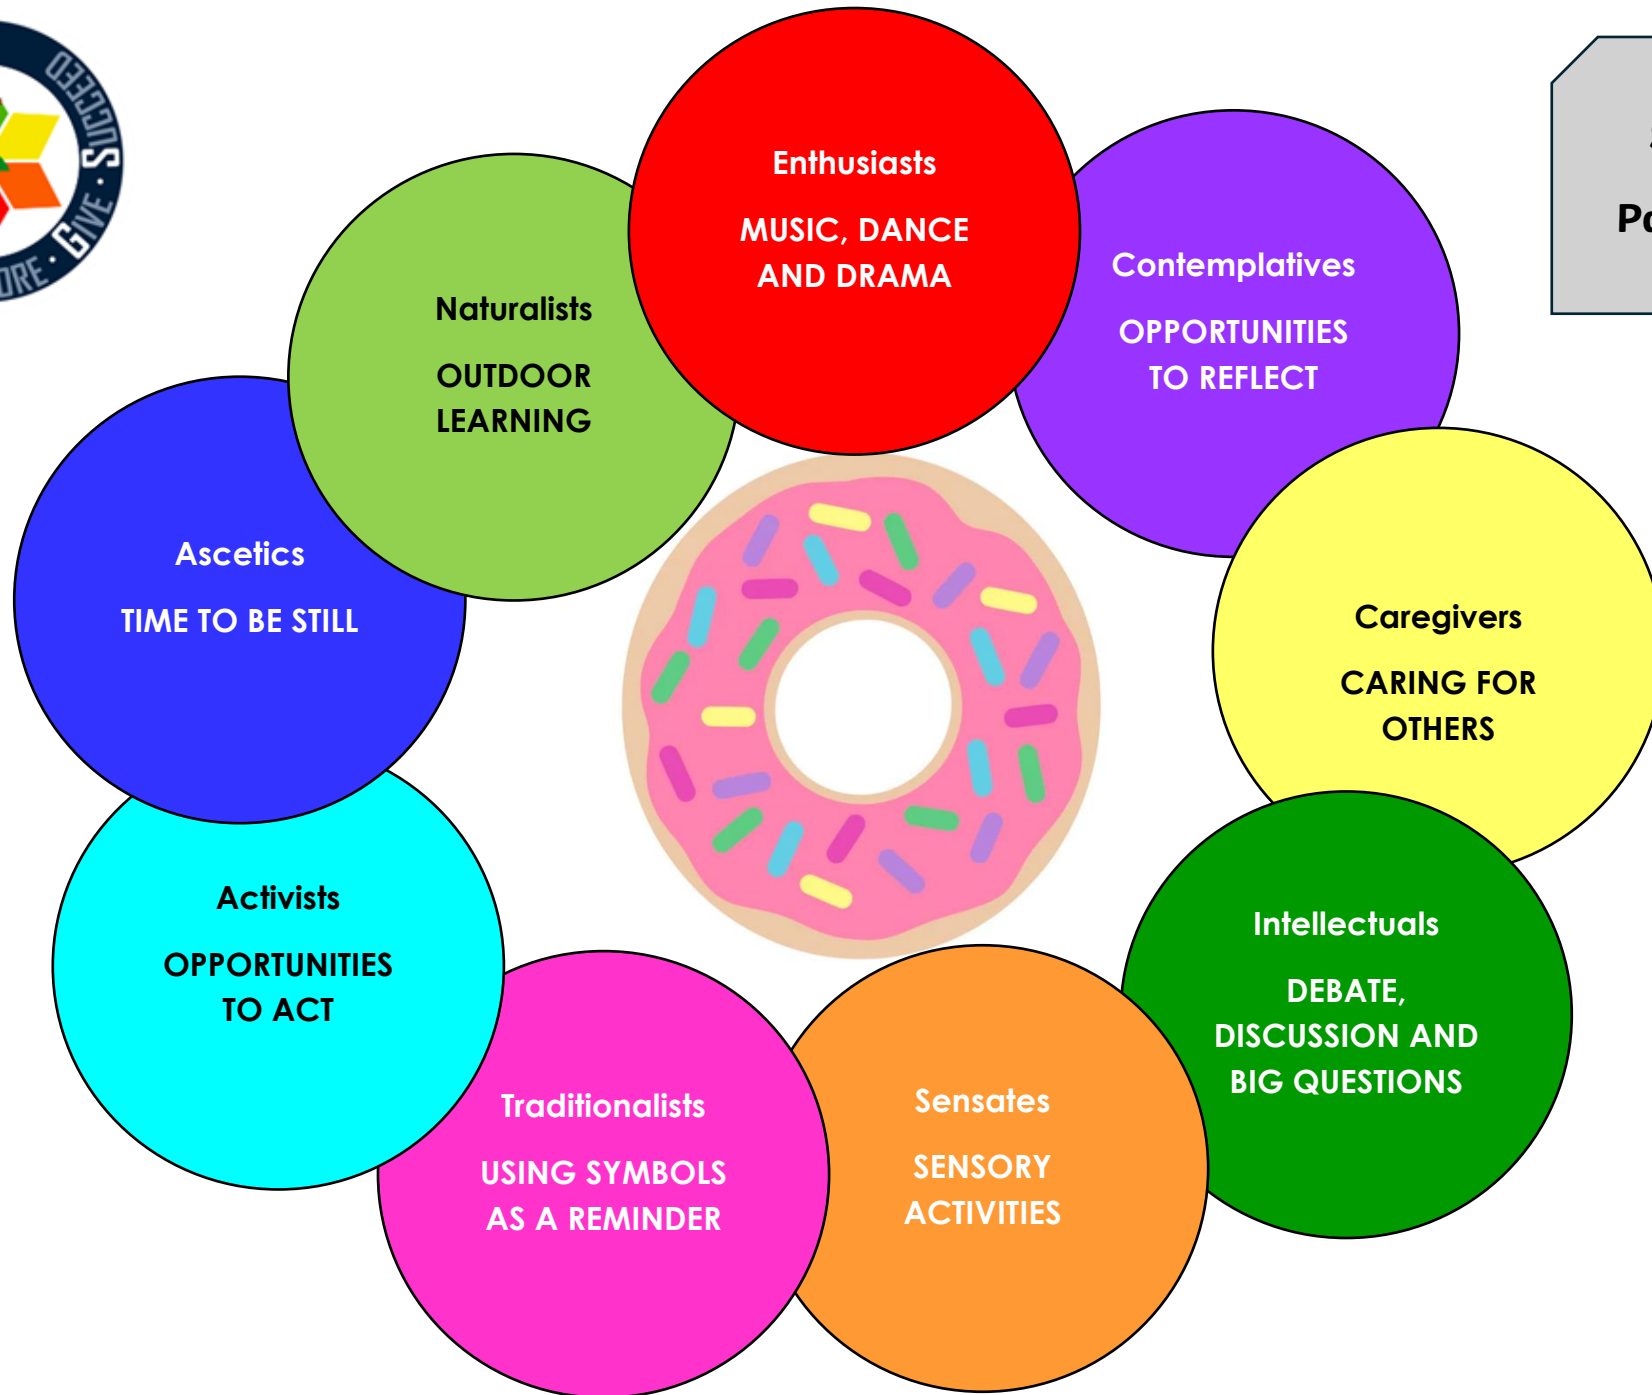 SUCCEED
GIVE
Enthusiasts
MUSIC, DANCE
AND DRAMA
Contemplatives
OPPORTUNITIES
TO REFLECT
Naturalists
OUTDOOR
LEARNING
Ascetics
TIME TO BE STILL
Caregivers
CARING FOR
OTHERS
Activists
OPPORTUNITIES
TO ACT
Intellectuals
DEBATE,
DISCUSSION AND
BIG QUESTIONS
Traditionalists
USING SYMBOLS
AS A REMINDER
Sensates
SENSORY
ACTIVITIES